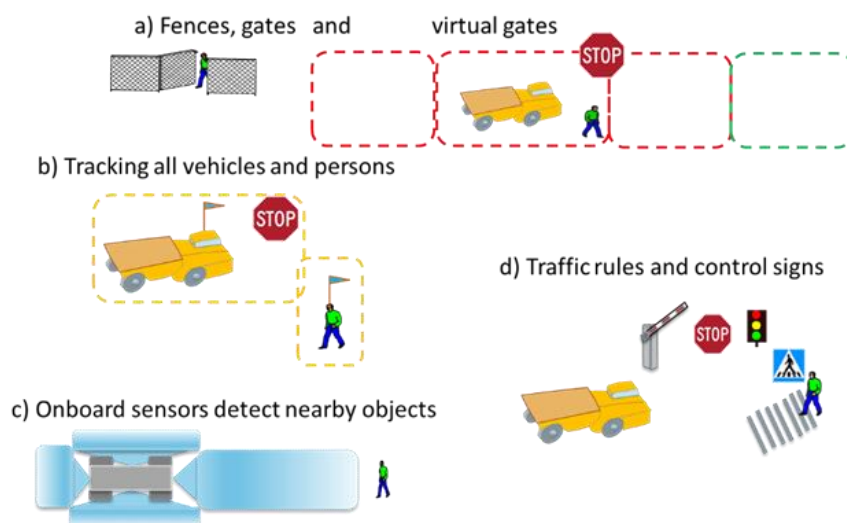 a) Fences, gates and virtual gates
STOP
b) Tracking all vehicles and persons
STOP
d) Traffic rules and control signs
STOP
c) Onboard sensors detect nearby objects